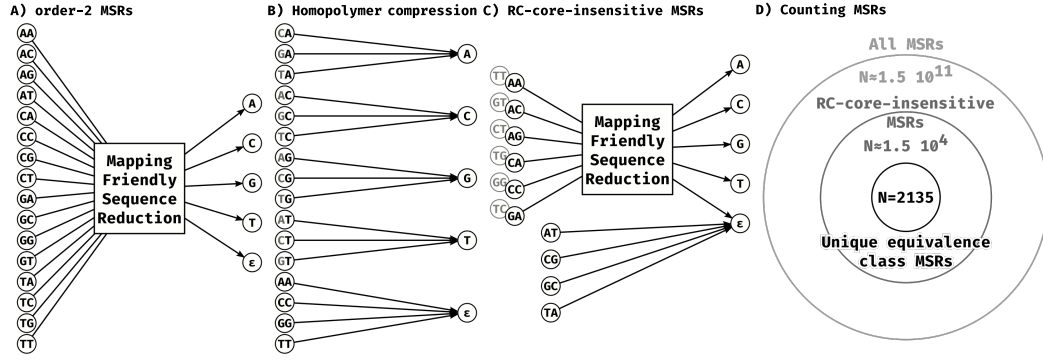 A) order-2 MSRs
AA
AC
AG
AT
CA
CC
CG
CT
GA
GC
GG
GT
TA
TC
TG
TT
Mapping
Friendly
Sequence
Reduction
A
C
G
T
ε
B) Homopolymer compression
CA
GA
TA
AC
GC
TC
AG
CG
TG
AT
CT
GT
AA
CC
GG
TT
A
C
G
T
ε
C) RC-core-insensitive MSRs
TT AA
GT AC
CT AG
TG CA
GG CC
TC GA
Mapping
Friendly
Sequence
Reduction
AT
CG
GC
TA
A
C
G
T
ε
D) Counting MSRs
All MSRs
N≈1.5 10^11
RC-core-insensitive
MSRs
N≈1.5 10^4
N=2135
Unique equivalence
class MSRs